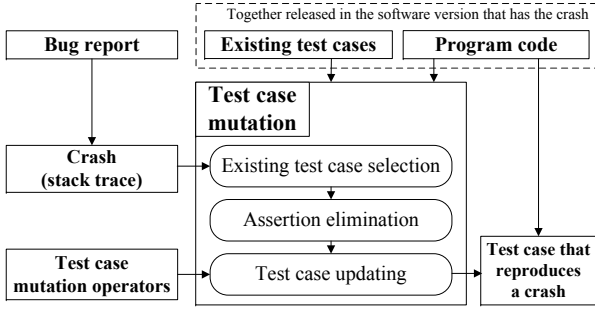 Together released in the software version that has the crash
Bug report
Existing test cases
Program code
Test case
mutation
Crash
(stack trace)
Existing test case selection
Assertion elimination
Test case
mutation operators
Test case updating
Test case that
reproduces
a crash